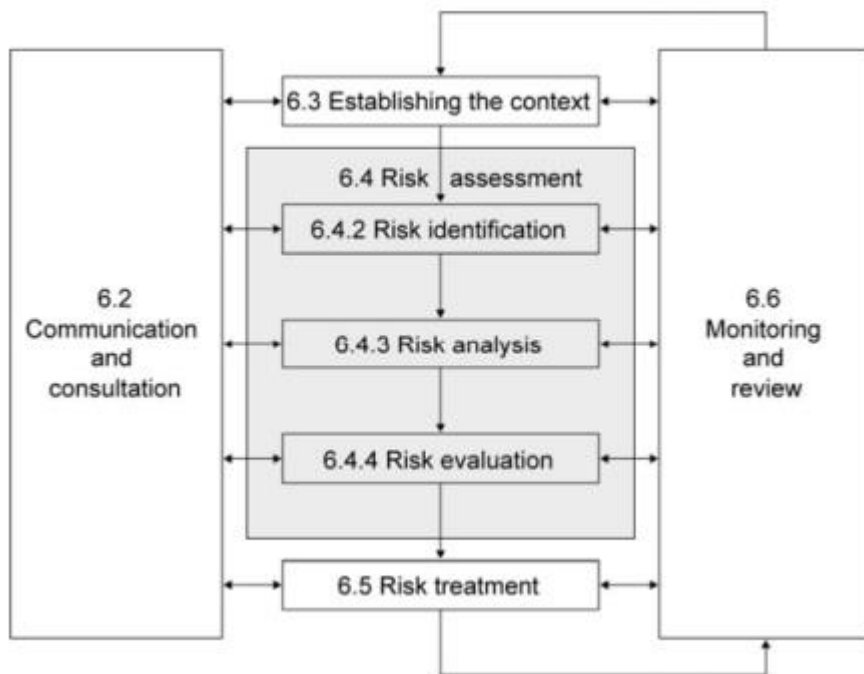 6.3 Establishing the context
6.4 Risk assessment
6.4.2 Risk identification
6.2
Communication
and
consultation
6.4.3 Risk analysis
6.6
Monitoring
and
review
6.4.4 Risk evaluation
6.5 Risk treatment